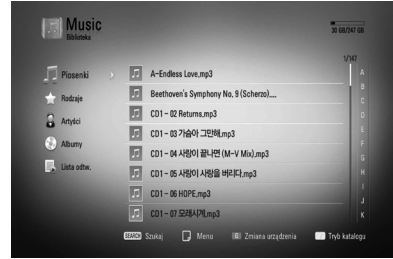 Music
Biblioteka
30 GB/247 GB
1/147
Piosenki
Rodzaje
Artyści
Albumy
Lista odtw.
A-Endless Love.mp3
Beethoven's Symphony No. 9 (Scherzo)....
CD1 - 02 Returns.mp3
CD1 - 03 가슴아 그만해.mp3
CD1 - 04 사랑이 끝나면 (M-V Mix).mp3
CD1 - 05 사랑이 사랑을 버리다.mp3
CD1 - 06 HOPE.mp3
CD1 - 07 모래시계.mp3
A
B
C
D
E
F
G
H
I
J
K
SEARCH Szukaj
Menu
Zmiana urządzenia
Tryb katalogu